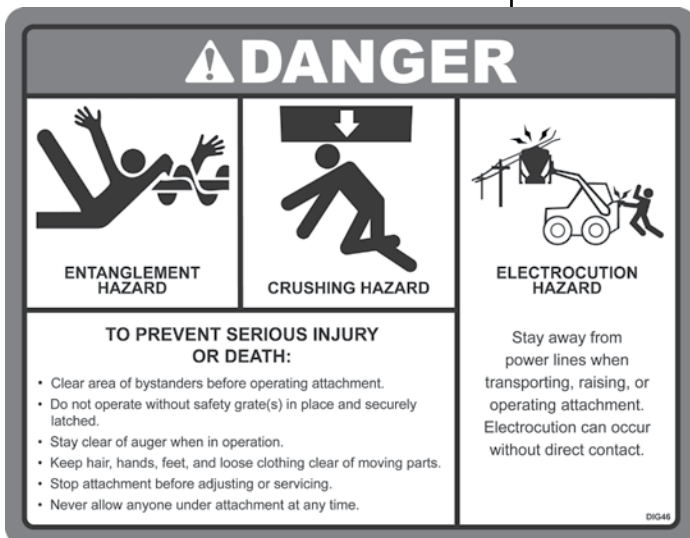 DANGER
ENTANGLEMENT
HAZARD
CRUSHING HAZARD
ELECTROCUTION
HAZARD
TO PREVENT SERIOUS INJURY
OR DEATH:
• Clear area of bystanders before operating attachment.
• Do not operate without safety grate(s) in place and securely
latched.
• Stay clear of auger when in operation.
• Keep hair, hands, feet, and loose clothing clear of moving parts.
• Stop attachment before adjusting or servicing.
• Never allow anyone under attachment at any time.
Stay away from
power lines when
transporting, raising, or
operating attachment.
Electrocution can occur
without direct contact.
DIG46